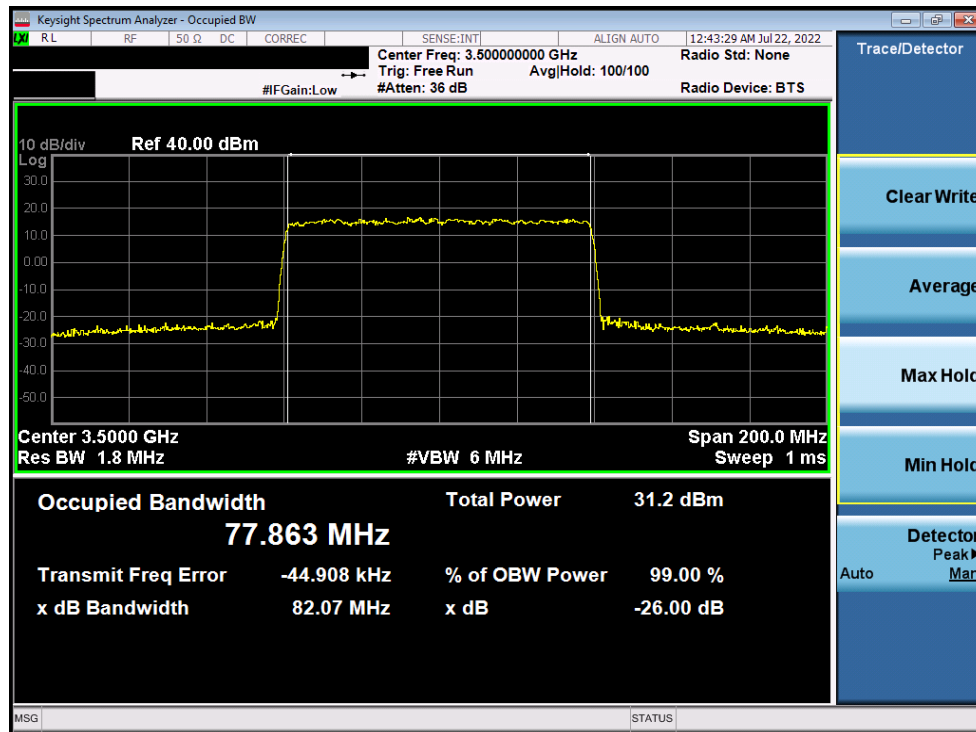 Keysight Spectrum Analyzer - Occupied BW
LXI RL RF 50 Ω DC CORREC SENSE:INT ALIGN AUTO 12:43:29 AM Jul 22, 2022
Center Freq: 3.500000000 GHz Radio Std: None
Trig: Free Run Avg|Hold: 100/100
#IFGain:Low #Atten: 36 dB Radio Device: BTS
10 dB/div Ref 40.00 dBm
Log
30.0
20.0
10.0
0.00
-10.0
-20.0
-30.0
-40.0
-50.0
Center 3.5000 GHz Span 200.0 MHz
Res BW 1.8 MHz #VBW 6 MHz Sweep 1 ms
Occupied Bandwidth Total Power 31.2 dBm
77.863 MHz
Transmit Freq Error -44.908 kHz % of OBW Power 99.00 %
x dB Bandwidth 82.07 MHz x dB -26.00 dB
MSG STATUS
Trace/Detector
Clear Write
Average
Max Hold
Min Hold
Detector
Peak
Auto Man